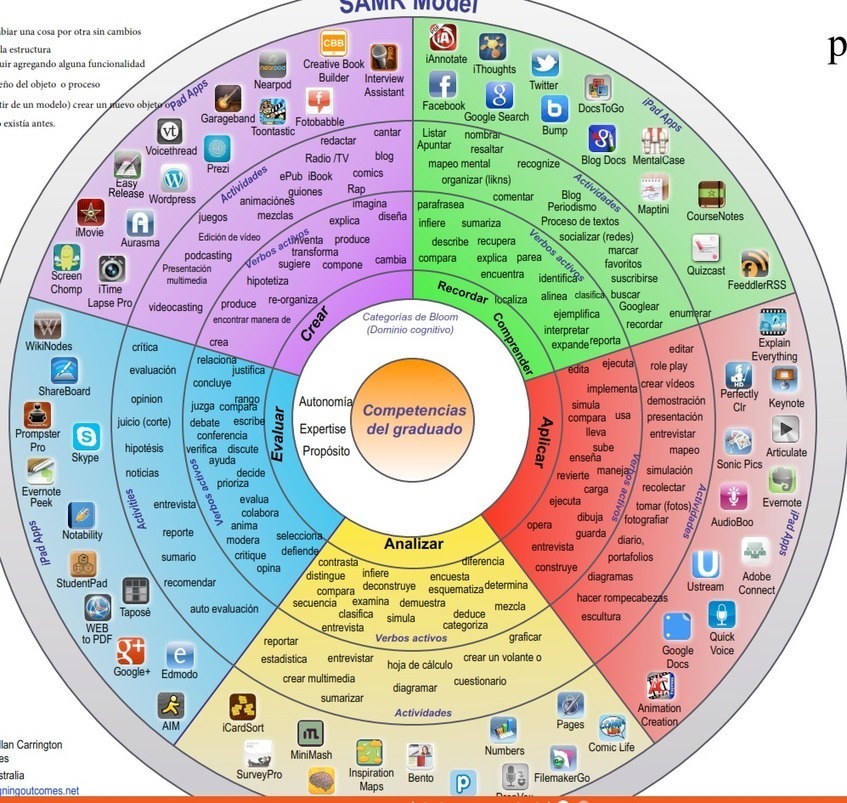 SAMR Model
biar una cosa por otra sin cambios
la estructura
uir agregando alguna funcionalidad
eño del objeto o proceso
tir de un modelo) crear un nuevo objeto o
existía antes.
p
iPad Apps
CBB
Creative Book
Builder
Interview
Assistant
nearpod
Nearpod
Garageband
Toontastic
Fotobabble
vt
Voicethread
Prezi
Easy
Release
Wordpress
iMovie
Aurasma
Screen
Chomp
iTime
Lapse Pro
Actividades
redactar
cantar
Radio /TV
blog
ePub iBook
comics
guiones
Rap
animaciónes
juegos
mezclas
Edición de vídeo
podcasting
Presentación
multimedia
videocasting
Verbos activos
imagina
explica
diseña
inventa
produce
transforma
sugiere
compone
cambia
hipotetiza
produce
re-organiza
encontrar manera de
crea
Crear
iAnnotate
iThoughts
Twitter
Facebook
Google Search
Bump
DocsToGo
iPad Apps
Blog Docs
MentalCase
Maptini
CourseNotes
Quizcast
FeeddlerRSS
Listar
Apuntar
nombrar
resaltar
mapeo mental
recognize
organizar (likns)
comentar
Actividades
Blog
Periodismo
Proceso de textos
socializar (redes)
marcar
favoritos
suscribirse
buscar
Googlear
recordar
enumerar
parafrasea
infiere
sumariza
describe
recupera
compara
explica
parea
encuentra
Verbos activos
identifica
localiza
alinea
clasifica
ejemplifica
interpretar
expande
reporta
Recordar
Comprender
Categorías de Bloom
(Dominio cognitivo)
Autonomía
Expertise
Propósito
Competencias
del graduado
WikiNodes
ShareBoard
Prompster
Pro
Skype
Evernote
Peek
Notability
iPad Apps
StudentPad
Taposé
WEB
to PDF
g+
Google+
e
Edmodo
AIM
crítica
evaluación
opinion
juicio (corte)
hipotésis
noticias
Activities
entrevista
reporte
sumario
recomendar
auto evaluación
relaciona
justifica
concluye
rango
juzga
compara
debate
escribe
conferencia
verifica
discute
ayuda
decide
prioriza
Verbos activos
evalua
colabora
anima
modera
selecciona
critique
defiende
opina
Evaluar
Aplicar
edita
ejecuta
implementa
simula
compara
usa
lleva
sube
enseña
revierte
maneja
carga
ejecuta
dibuja
opera
guarda
entrevista
construye
Verbos activos
editar
role play
crear vídeos
demostración
presentación
entrevistar
mapeo
simulación
recolectar
tomar (fotos)
fotografiar
diario,
portafolios
diagramas
hacer rompecabezas
escultura
Actividades
Explain
Everything
Perfectly
Clr
Keynote
Sonic Pics
Articulate
AudioBoo
Evernote
iPad Apps
Ustream
Adobe
Connect
Google
Docs
Quick
Voice
Animation
Creation
Analizar
contrasta
diferencia
distingue
infiere
encuesta
compara
deconstruye
esquematiza
determina
secuencia
examina
demuestra
mezcla
clasifica
simula
deduce
entrevista
categoriza
Verbos activos
reportar
graficar
estadistica
entrevistar
hoja de cálculo
crear un volante o
crear multimedia
diagramar
cuestionario
sumarizar
Actividades
iCardSort
SurveyPro
MiniMash
Inspiration
Maps
Bento
Numbers
Pages
FilemakerGo
Comic Life
llan Carrington
es
stralia
gningoutcomes.net